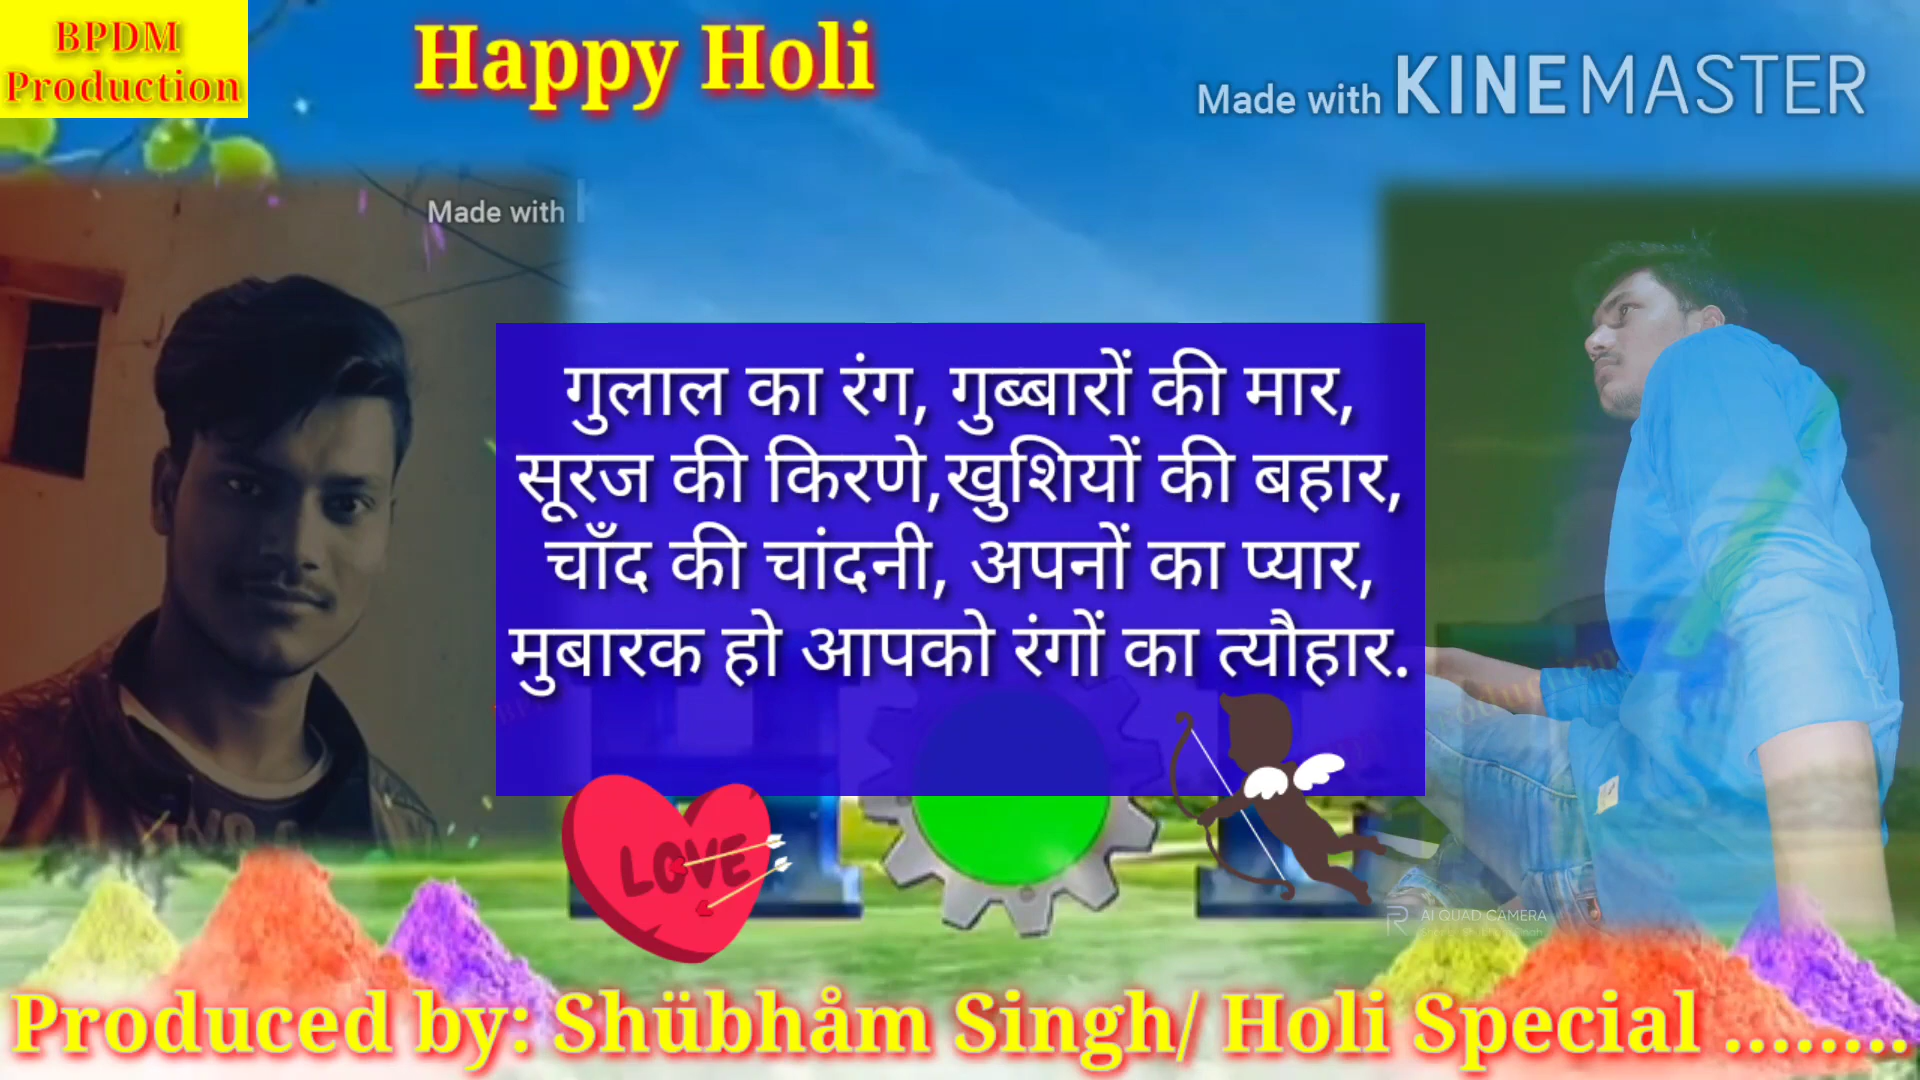 BPDM
Production
Happy Holi
Made with KINEMASTER
Made with
गुलाल का रंग, गुब्बारों की मार,
सूरज की किरणे,खुशियों की बहार,
चाँद की चांदनी, अपनों का प्यार,
मुबारक हो आपको रंगों का त्यौहार.
LOVE
AI QUAD CAMERA
Produced by: Shübhåm Singh/ Holi Special ........